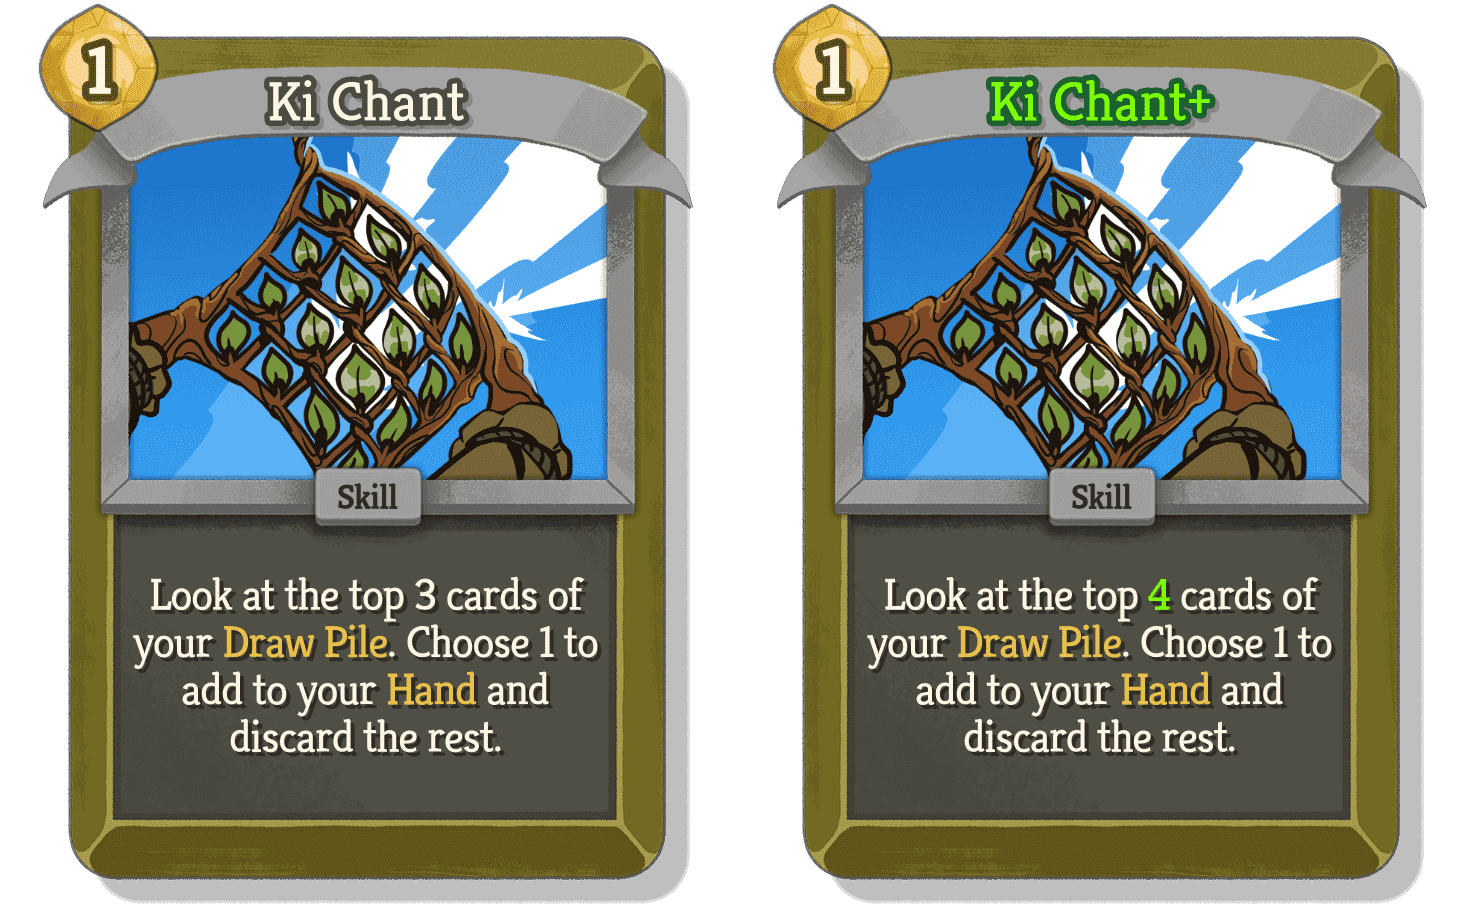 1
Ki Chant
Skill
Look at the top 3 cards of
your Draw Pile. Choose 1 to
add to your Hand and
discard the rest.
1
Ki Chant+
Skill
Look at the top 4 cards of
your Draw Pile. Choose 1 to
add to your Hand and
discard the rest.